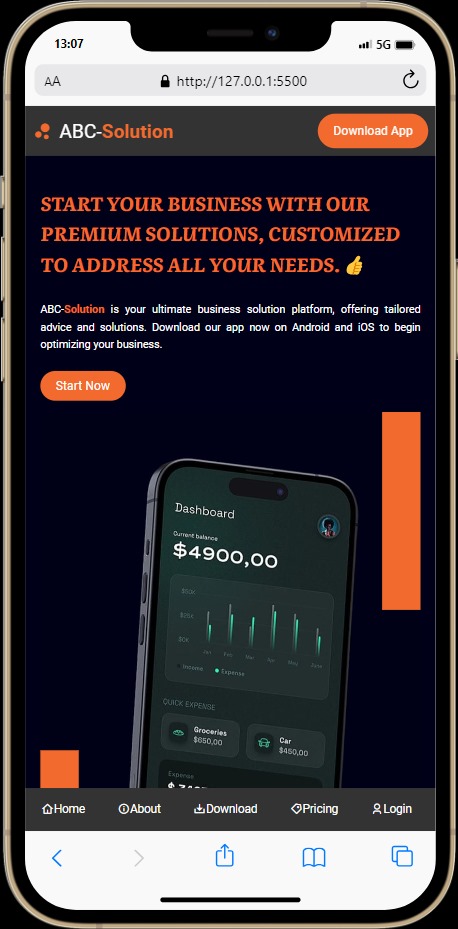 13:07
5G
AA
http://127.0.0.1:5500
ABC-Solution
Download App
START YOUR BUSINESS WITH OUR
PREMIUM SOLUTIONS, CUSTOMIZED
TO ADDRESS ALL YOUR NEEDS. 👍
ABC-Solution is your ultimate business solution platform, offering tailored
advice and solutions. Download our app now on Android and iOS to begin
optimizing your business.
Start Now
Dashboard
Current balance
$4900,00
$50K
$25K
$0K
Jan Feb Mar Apr May June
Income Expense
QUICK EXPENSE
Groceries
$650,00
Car
$450,00
Expense
Home About Download Pricing Login